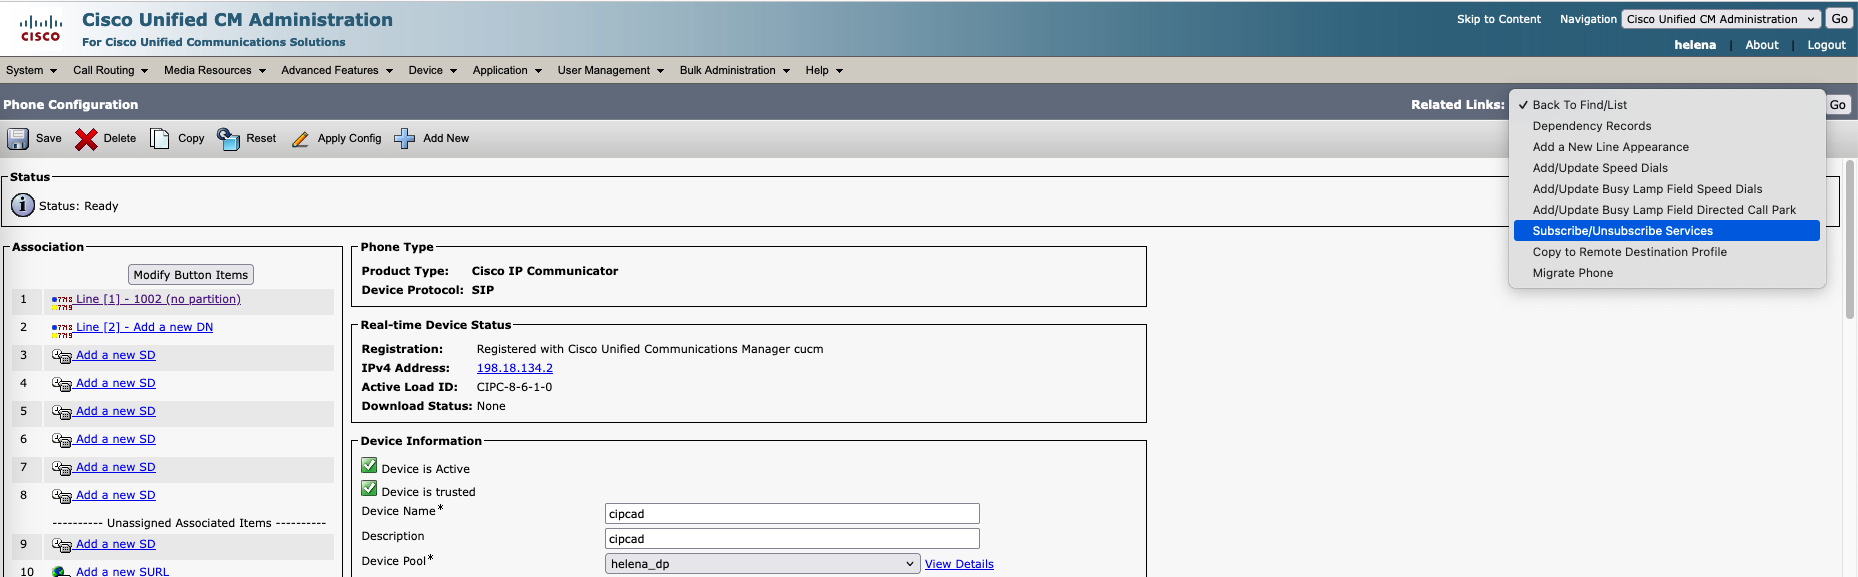 Cisco Unified CM Administration
For Cisco Unified Communications Solutions
CISCO
Skip to Content Navigation Cisco Unified CM Administration Go
helena | About | Logout
System Call Routing Media Resources Advanced Features Device Application User Management Bulk Administration Help
Phone Configuration
Related Links: ✓ Back To Find/List Go
Dependency Records
Add a New Line Appearance
Add/Update Speed Dials
Add/Update Busy Lamp Field Speed Dials
Add/Update Busy Lamp Field Directed Call Park
Subscribe/Unsubscribe Services
Copy to Remote Destination Profile
Migrate Phone
Save Delete Copy Reset Apply Config Add New
Status
Status: Ready
Association
Modify Button Items
1 Line [1] - 1002 (no partition)
2 Line [2] - Add a new DN
3 Add a new SD
4 Add a new SD
5 Add a new SD
6 Add a new SD
7 Add a new SD
8 Add a new SD
---------- Unassigned Associated Items ----------
9 Add a new SD
10 Add a new SURL
Phone Type
Product Type: Cisco IP Communicator
Device Protocol: SIP
Real-time Device Status
Registration: Registered with Cisco Unified Communications Manager cucm
IPv4 Address: 198.18.134.2
Active Load ID: CIPC-8-6-1-0
Download Status: None
Device Information
Device is Active
Device is trusted
Device Name* cipcad
Description cipcad
Device Pool* helena_dp View Details